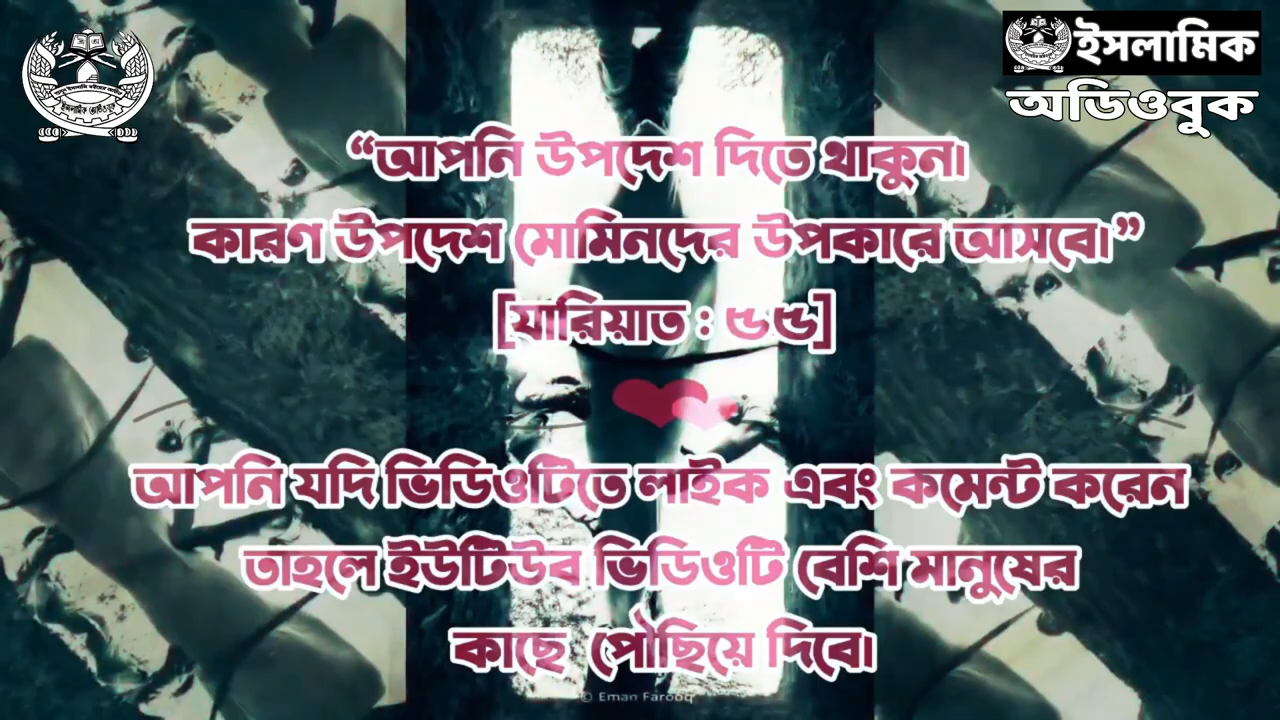 ইসলামিক
অডিওবুক
“আপনি উপদেশ দিতে থাকুন।
কারণ উপদেশ মোমিনদের উপকারে আসবে।”
[যারিয়াত : ৫৫]
আপনি যদি ভিডিওটিতে লাইক এবং কমেন্ট করেন
তাহলে ইউটিউব ভিডিওটি বেশি মানুষের
কাছে পৌছিয়ে দিবে।
© Eman Farooq